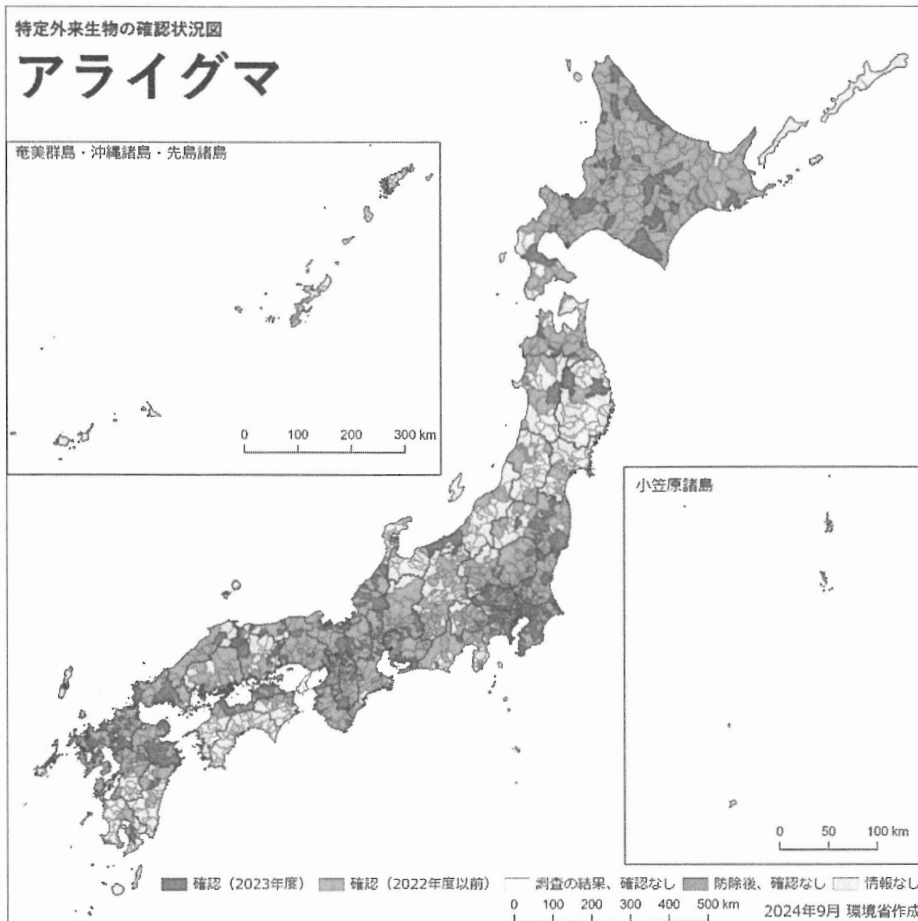 特定外来生物の確認状況図
アライグマ
奄美群島・沖縄諸島・先島諸島
0 100 200 300 km
小笠原諸島
0 50 100 km
確認（2023年度） 確認（2022年度以前） 調査の結果、確認なし 防除後、確認なし 情報なし
0 100 200 300 400 500 km
2024年9月 環境省作成